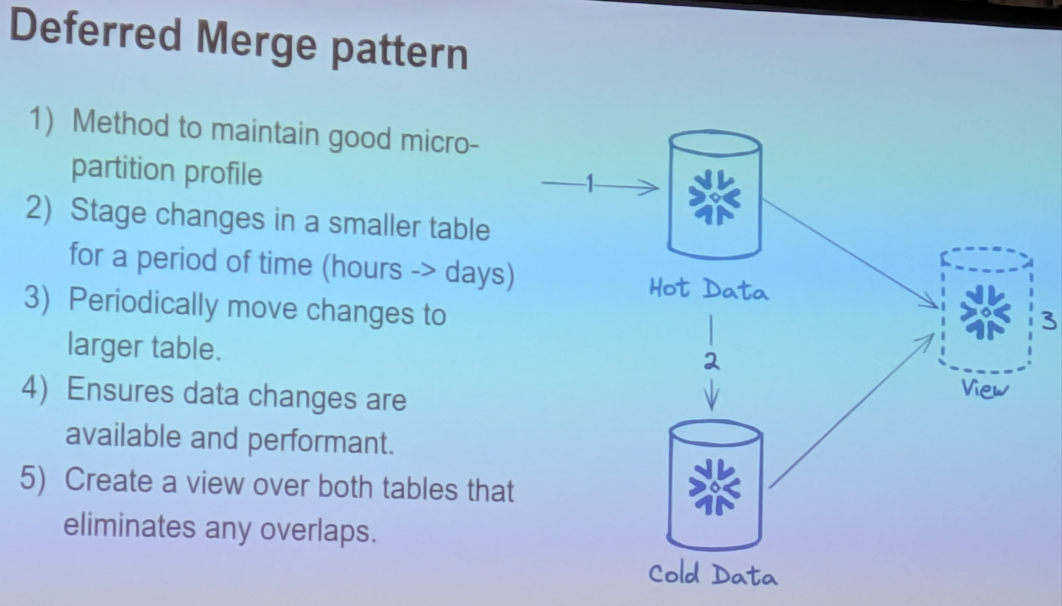 Deferred Merge pattern
1) Method to maintain good micro-
partition profile
2) Stage changes in a smaller table
for a period of time (hours -> days)
3) Periodically move changes to
larger table.
4) Ensures data changes are
available and performant.
5) Create a view over both tables that
eliminates any overlaps.
1
Hot Data
2
Cold Data
3
View